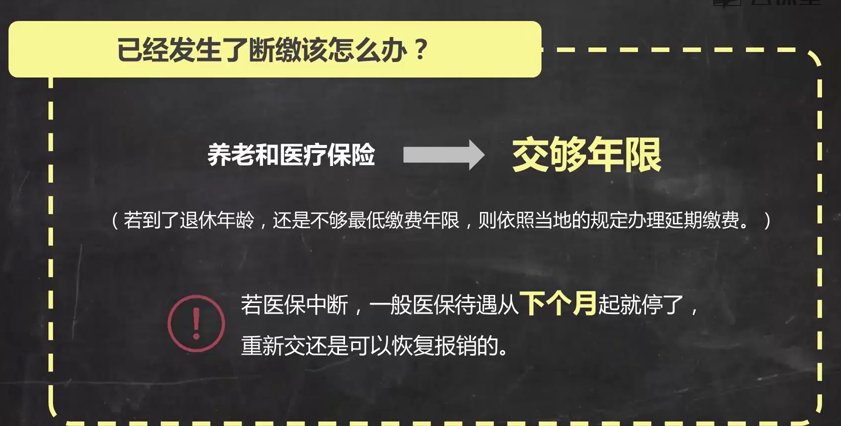 已经发生了断缴该怎么办？
养老和医疗保险 交够年限
（若到了退休年龄，还是不够最低缴费年限，则依照当地的规定办理延期缴费。）
若医保中断，一般医保待遇从下个月起就停了，
重新交还是可以恢复报销的。